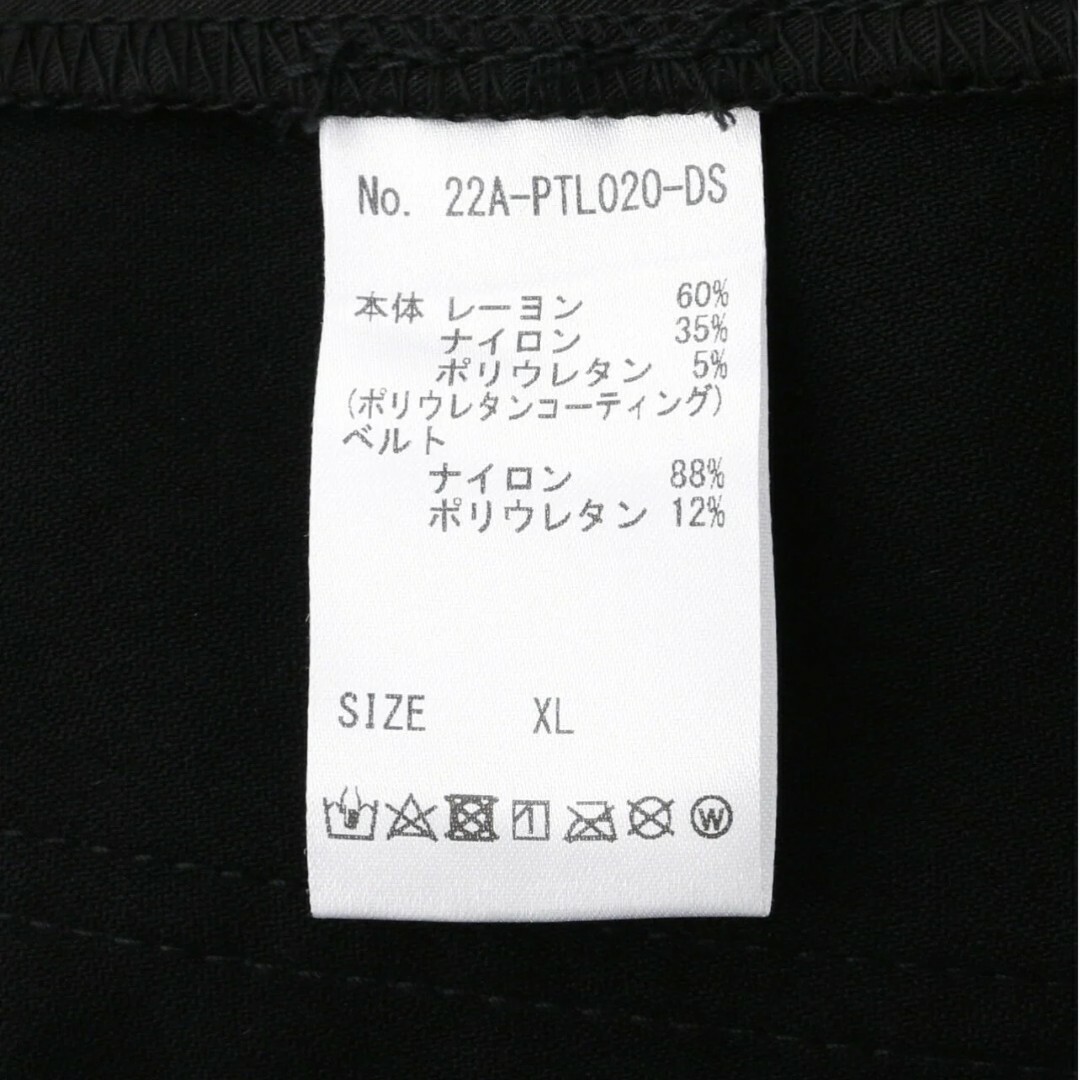 No. 22A-PTL020-DS
本体 レーヨン 60%
ナイロン 35%
ポリウレタン 5%
(ポリウレタンコーティング)
ベルト
ナイロン 88%
ポリウレタン 12%
SIZE XL
W